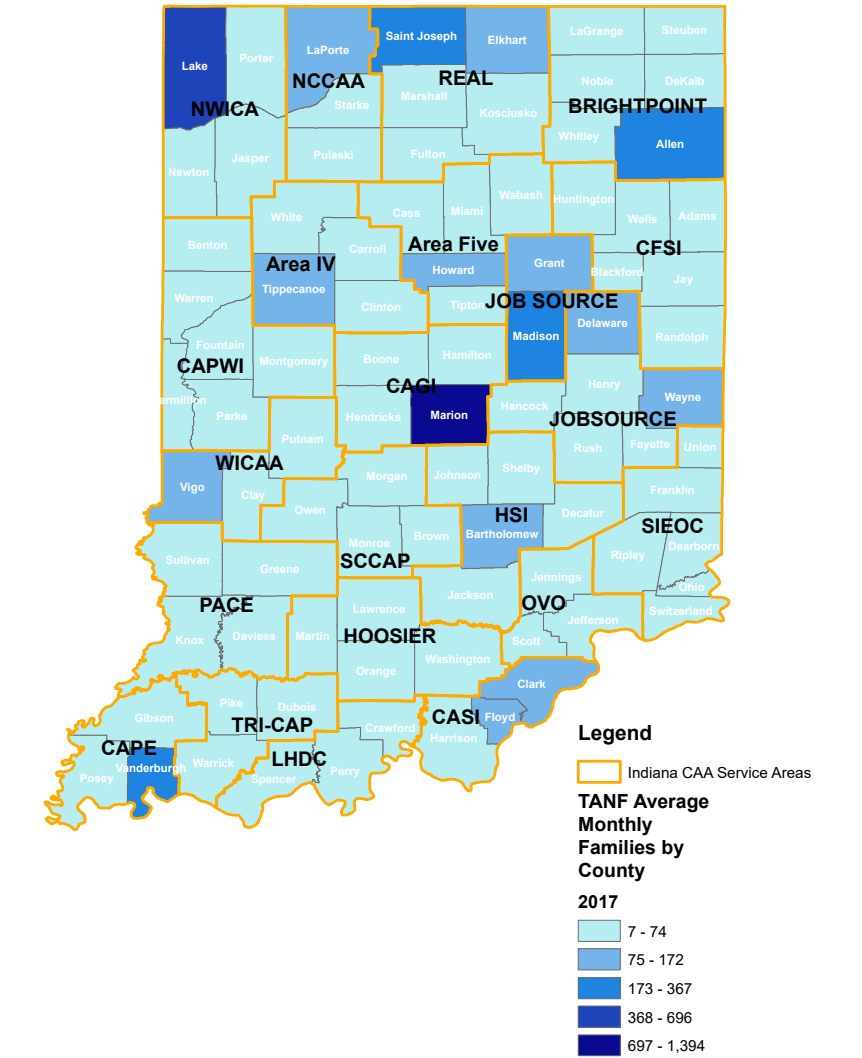 LaGrange
Steuben
Saint Joseph
Elkhart
LaPorte
Porter
Lake
NCCAA
REAL
Noble
DeKalb
Marshall
Starke
NWICA
BRIGHTPOINT
Kosciusko
Whitley
Allen
Jasper
Pulaski
Fulton
Newton
Wabash
Huntington
White
Cass
Miami
Wells
Adams
Benton
Carroll
Area Five
CFSI
Area IV
Howard
Grant
Blackford
Jay
Tippecanoe
Warren
Clinton
Tipton
JOB SOURCE
Delaware
Madison
Randolph
Fountain
CAPWI
Montgomery
Boone
Hamilton
CAGI
Henry
Wayne
ermillion
Parke
Hendricks
Marion
Hancock
JOBSOURCE
Putnam
Rush
Fayette
Union
WICAA
Morgan
Johnson
Shelby
Vigo
Clay
Franklin
Owen
HSI
Decatur
SIEOC
Monroe
Brown
Bartholomew
Dearborn
Ripley
Sullivan
SCCAP
Greene
Jennings
Ohio
Jackson
PACE
OVO
Lawrence
Switzerland
Jefferson
Knox
Daviess
Martin
HOOSIER
Scott
Washington
Orange
Clark
Pike
Dubois
Gibson
TRI-CAP
CASI
Floyd
Crawford
Harrison
CAPE
LHDC
Vanderburgh
Warrick
Posey
Spencer
Perry
Legend
Indiana CAA Service Areas
TANF Average
Monthly
Families by
County
2017
7 - 74
75 - 172
173 - 367
368 - 696
697 - 1,394